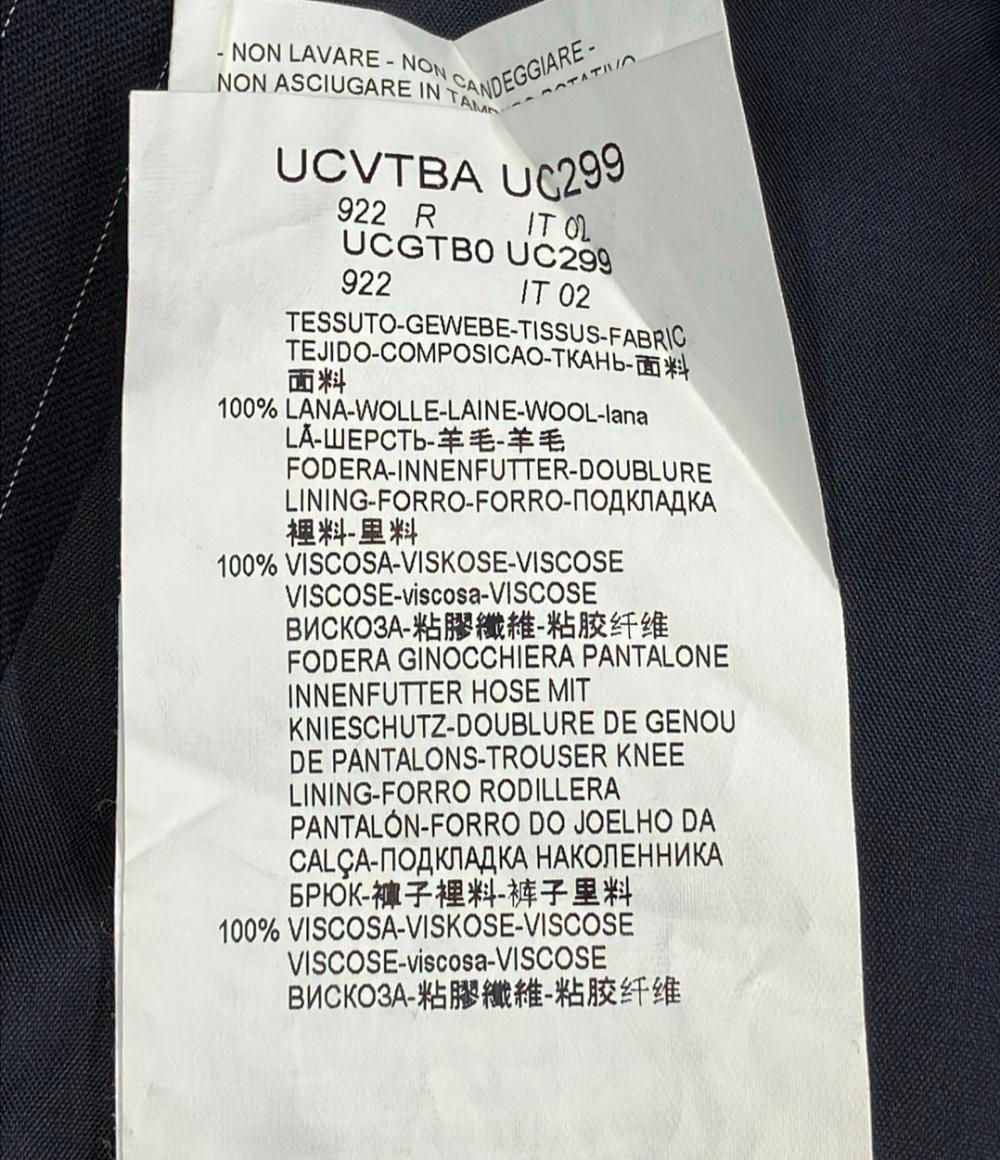 - NON LAVARE - NON CANDEGGIARE -
NON ASCIUGARE IN
UCVTBA UC299
922 R IT 02
UCGTB0 UC299
922 IT 02
TESSUTO-GEWEBE-TISSUS-FABRIC
TEJIDO-COMPOSICAO-ТКАНЬ-面料
面料
100% LANA-WOLLE-LAINE-WOOL-lana
LÃ-ШЕРСТЬ-羊毛-羊毛
FODERA-INNENFUTTER-DOUBLURE
LINING-FORRO-FORRO-ПОДКЛАДКА
裡料-里料
100% VISCOSA-VISKOSE-VISCOSE
VISCOSE-viscosa-VISCOSE
ВИСКОЗА-粘膠纖維-粘胶纤维
FODERA GINOCCHIERA PANTALONE
INNENFUTTER HOSE MIT
KNIESCHUTZ-DOUBLURE DE GENOU
DE PANTALONS-TROUSER KNEE
LINING-FORRO RODILLERA
PANTALÓN-FORRO DO JOELHO DA
CALÇA-ПОДКЛАДКА НАКОЛЕННИКА
БРЮК-褲子裡料-裤子里料
100% VISCOSA-VISKOSE-VISCOSE
VISCOSE-viscosa-VISCOSE
ВИСКОЗА-粘膠纖維-粘胶纤维